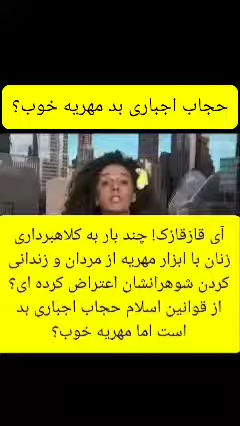 حجاب اجباری بد مهریه خوب؟
آی قازقازک! چند بار به کلاهبرداری
زنان با ابزار مهریه از مردان و زندانی
کردن شوهرانشان اعتراض کرده ای؟
از قوانین اسلام حجاب اجباری بد
است اما مهریه خوب؟